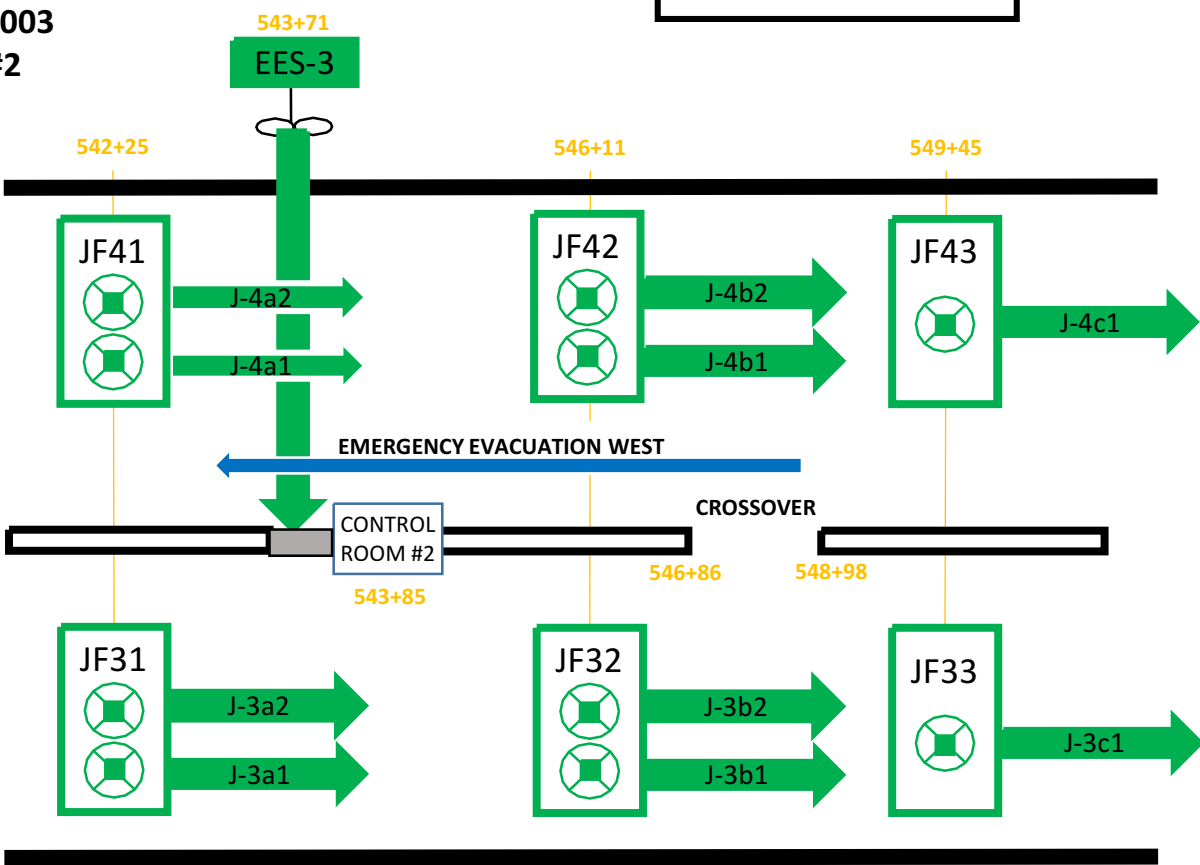 003
#2
543+71
EES-3
542+25
546+11
549+45
JF41
JF42
JF43
J-4a2
J-4b2
J-4c1
J-4a1
J-4b1
EMERGENCY EVACUATION WEST
CROSSOVER
CONTROL
ROOM #2
546+86
548+98
543+85
JF31
JF32
JF33
J-3a2
J-3b2
J-3c1
J-3a1
J-3b1